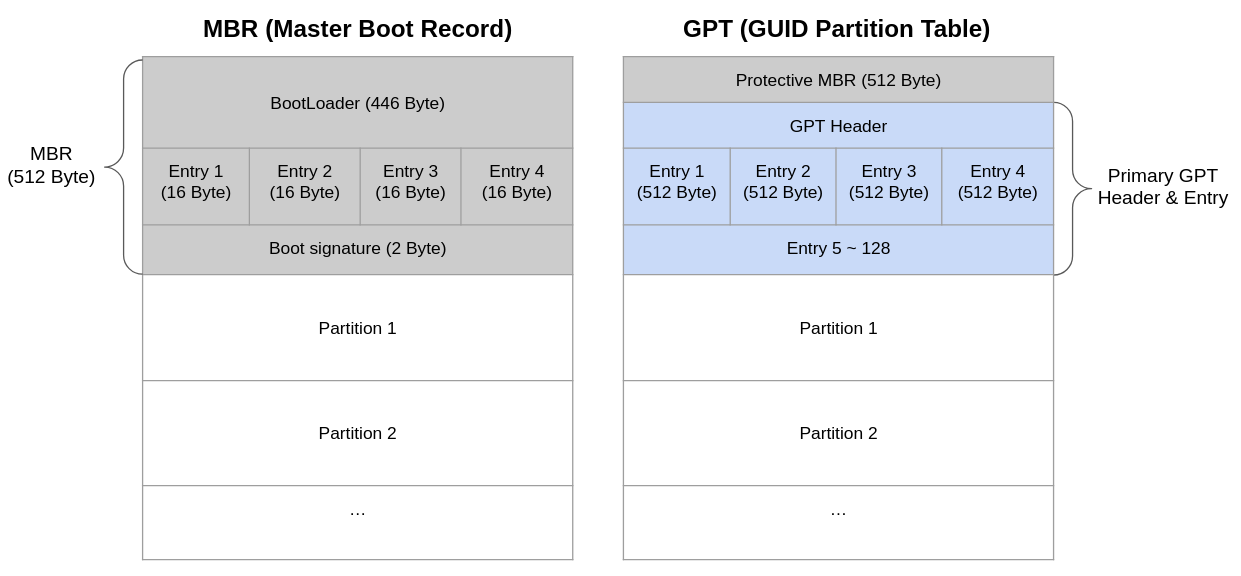 MBR (Master Boot Record)
MBR
(512 Byte)
BootLoader (446 Byte)
Entry 1
(16 Byte)
Entry 2
(16 Byte)
Entry 3
(16 Byte)
Entry 4
(16 Byte)
Boot signature (2 Byte)
Partition 1
Partition 2
...
GPT (GUID Partition Table)
Protective MBR (512 Byte)
GPT Header
Entry 1
(512 Byte)
Entry 2
(512 Byte)
Entry 3
(512 Byte)
Entry 4
(512 Byte)
Entry 5 ~ 128
Primary GPT
Header & Entry
Partition 1
Partition 2
...